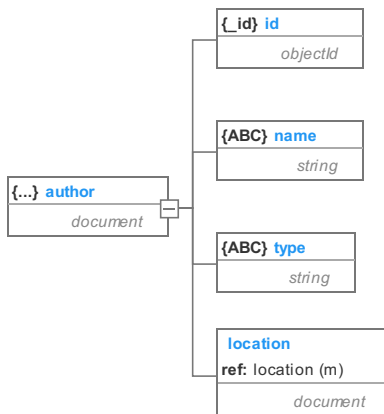 {_id} id
objectId
{ABC} name
string
{...} author
document
{ABC} type
string
location
ref: location (m)
document